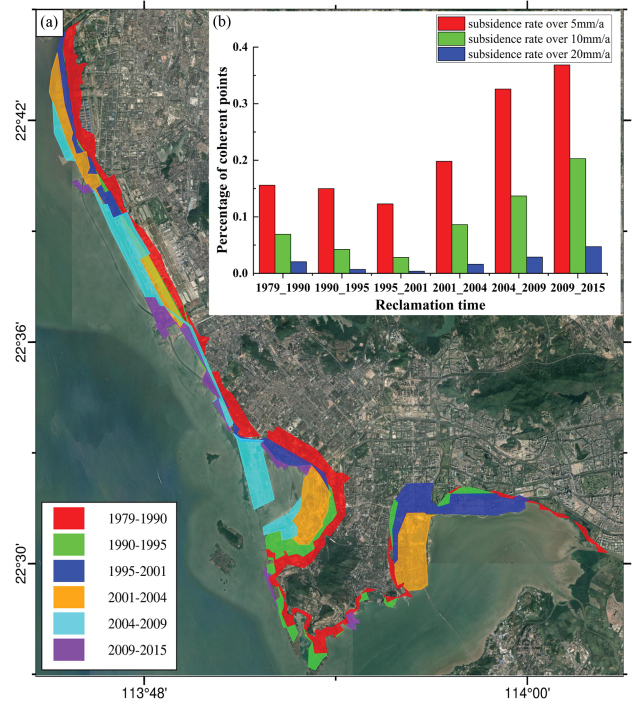 (a)
(b)
subsidence rate over 5mm/a
subsidence rate over 10mm/a
subsidence rate over 20mm/a
Percentage of coherent points
0.4
0.3
0.2
0.1
0.0
1979_1990 1990_1995 1995_2001 2001_2004 2004_2009 2009_2015
Reclamation time
22°42'
22°36'
22°30'
1979-1990
1990-1995
1995-2001
2001-2004
2004-2009
2009-2015
113°48' 114°00'